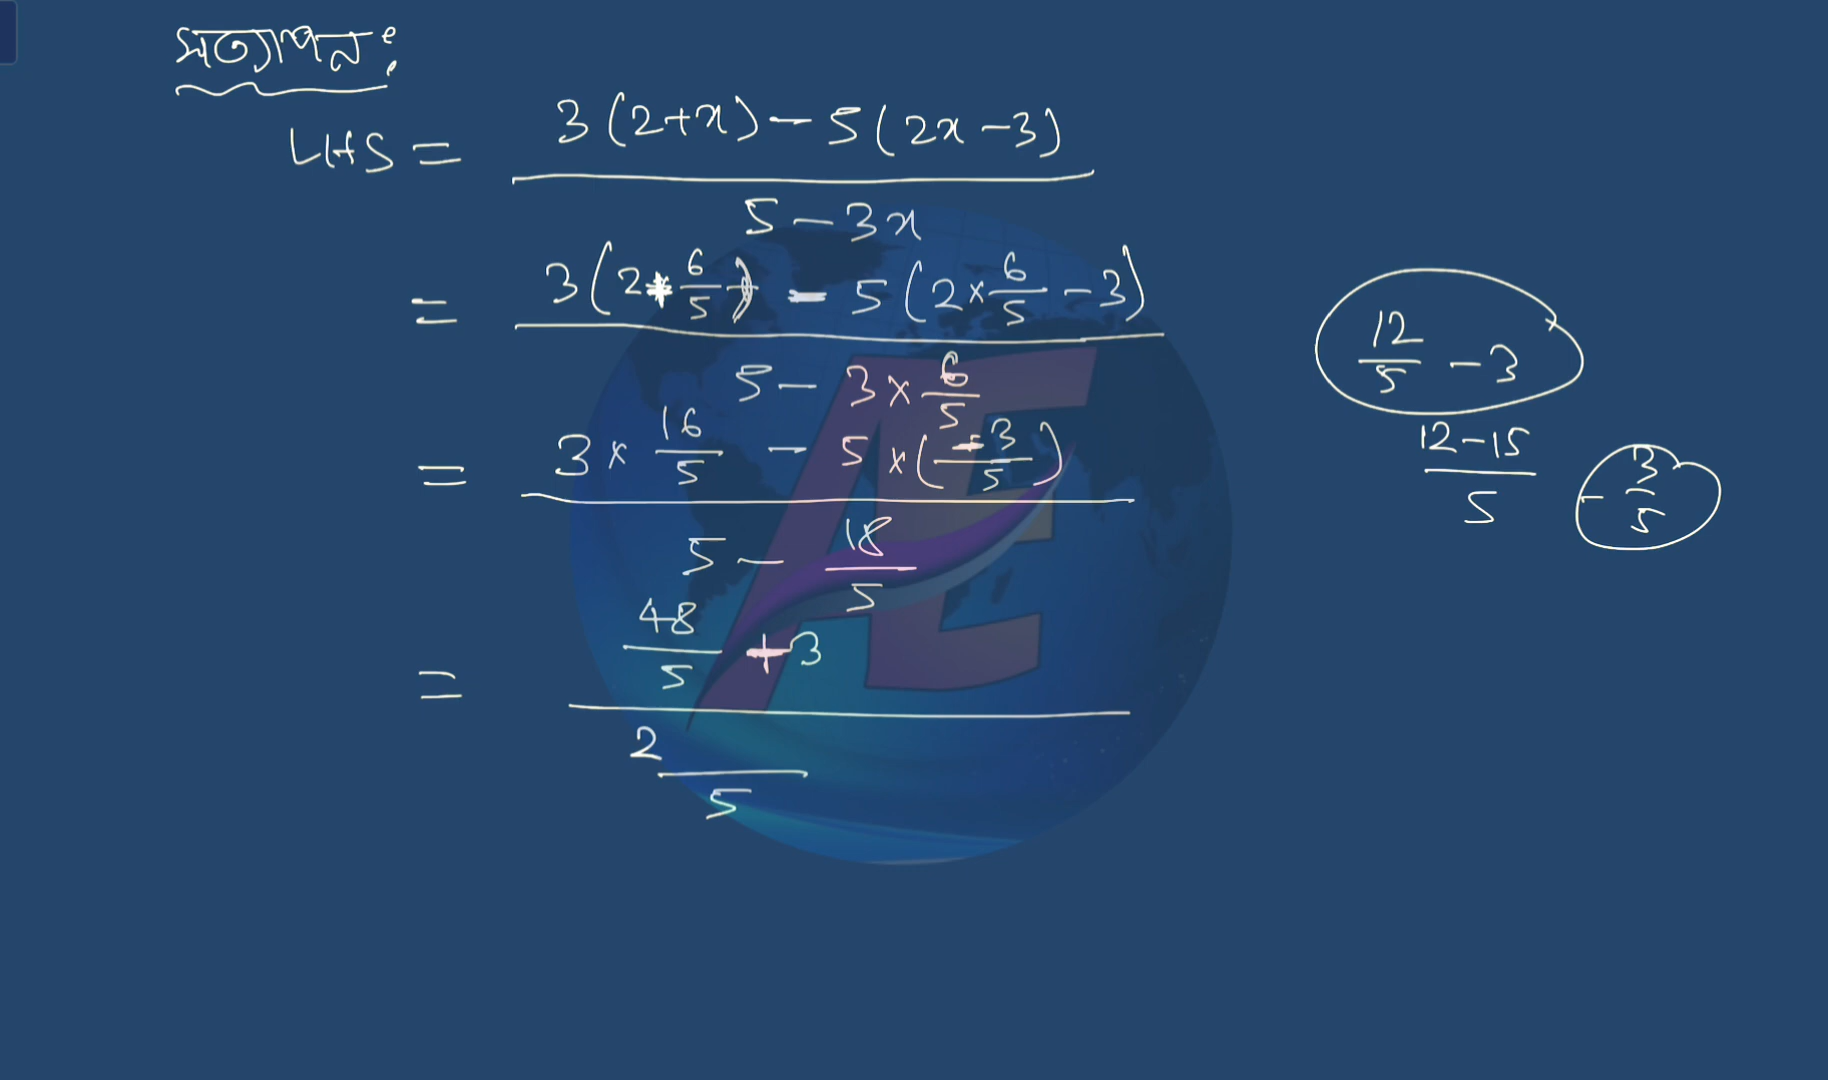 সত্যাপন:
LHS = (3(2+x) - 5(2x-3)) / (5-3x)
= (3(2+6/5) - 5(2×6/5-3)) / (5-3×6/5)
= (3×16/5 - 5×(-3/5)) / (5-18/5)
= (48/5+3) / (2/5)
12/5 - 3
(12-15)/5
-3/5
AE